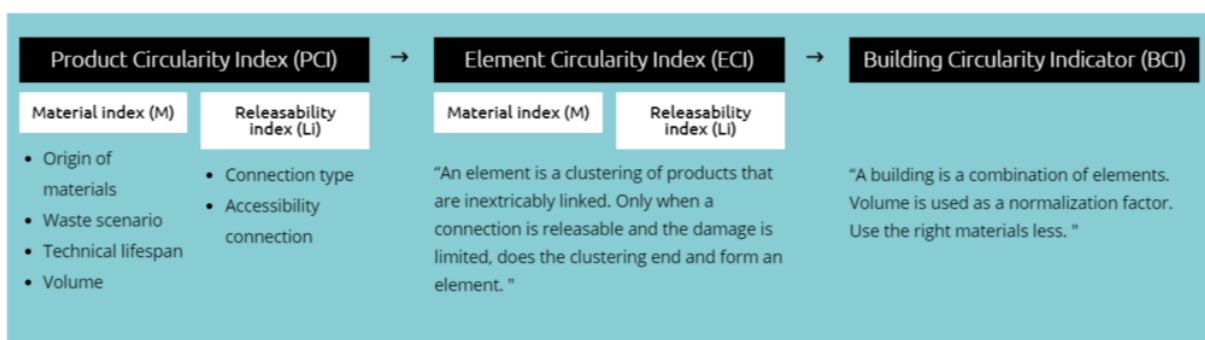 Product Circularity Index (PCI) → Element Circularity Index (ECI) → Building Circularity Indicator (BCI)
Material index (M)
Releasability
index (Li)
• Origin of
materials
• Waste scenario
• Technical lifespan
• Volume
• Connection type
• Accessibility
connection
Material index (M)
Releasability
index (Li)
“An element is a clustering of products that
are inextricably linked. Only when a
connection is releasable and the damage is
limited, does the clustering end and form an
element. "
“A building is a combination of elements.
Volume is used as a normalization factor.
Use the right materials less. "